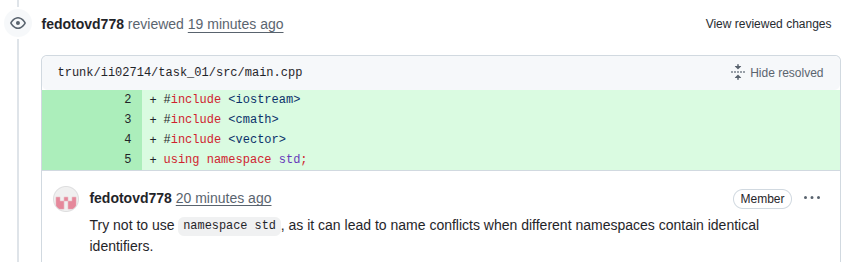 fedotovd778 reviewed 19 minutes ago
View reviewed changes
trunk/ii02714/task_01/src/main.cpp
Hide resolved
2 + #include <iostream>
3 + #include <cmath>
4 + #include <vector>
5 + using namespace std;
fedotovd778 20 minutes ago
Member
Try not to use namespace std, as it can lead to name conflicts when different namespaces contain identical
identifiers.